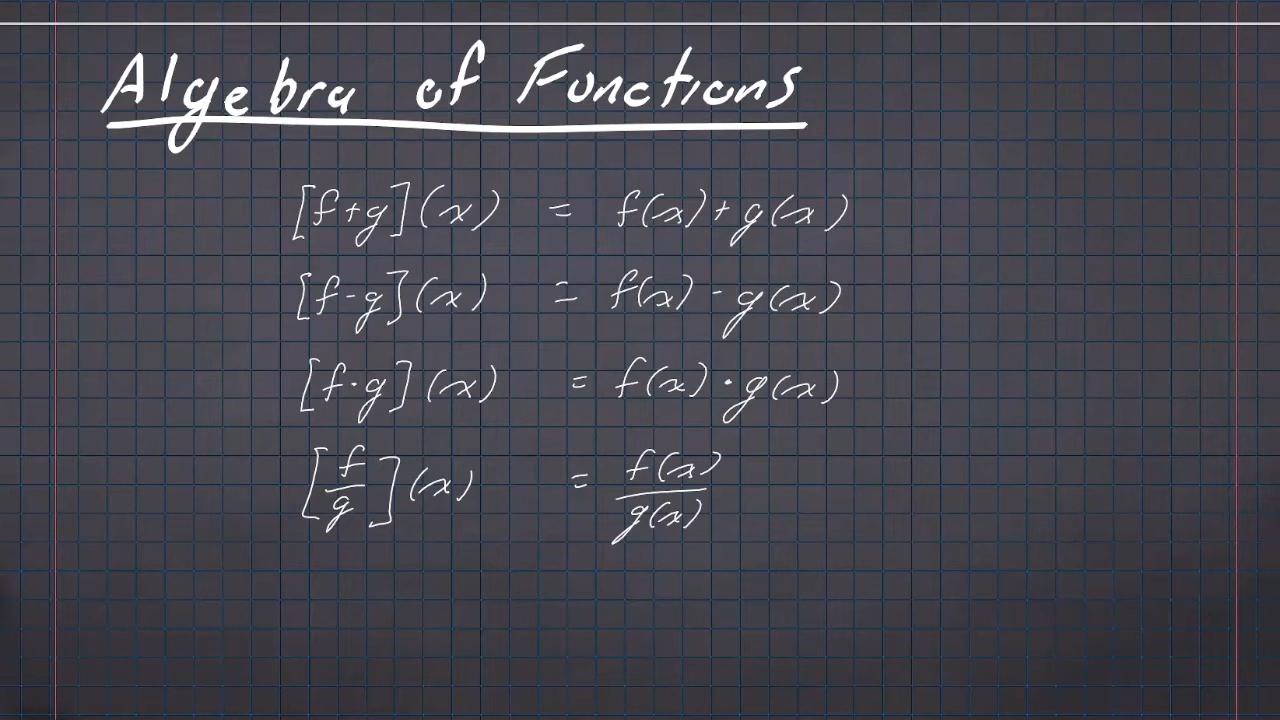 Algebra of Functions
[f+g](x) = f(x)+g(x)
[f-g](x) = f(x)-g(x)
[f·g](x) = f(x)·g(x)
[f/g](x) = f(x)/g(x)